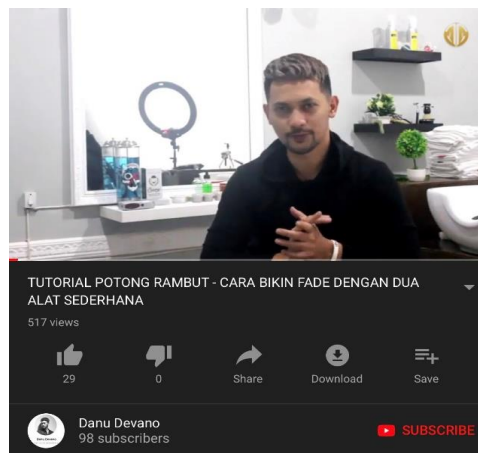 TUTORIAL POTONG RAMBUT - CARA BIKIN FADE DENGAN DUA
ALAT SEDERHANA
517 views
29
0
Share
Download
Save
Danu Devano
98 subscribers
SUBSCRIBE